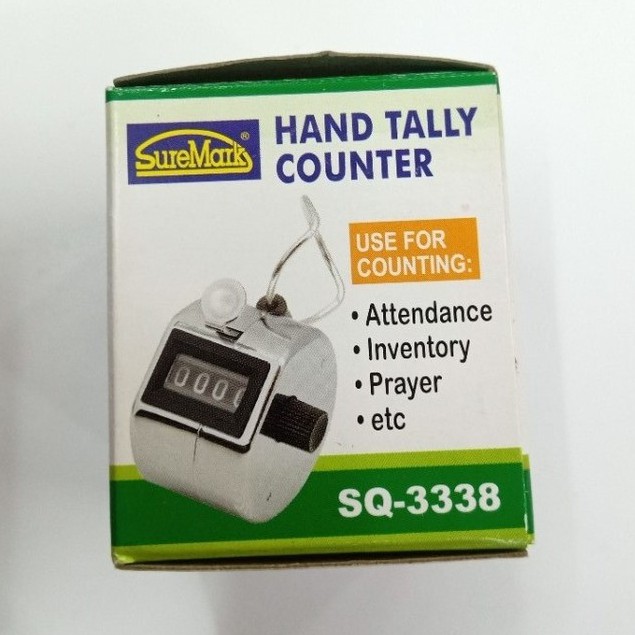 SureMark®
HAND TALLY
COUNTER
USE FOR
COUNTING:
• Attendance
• Inventory
• Prayer
• etc
0001
SQ-3338